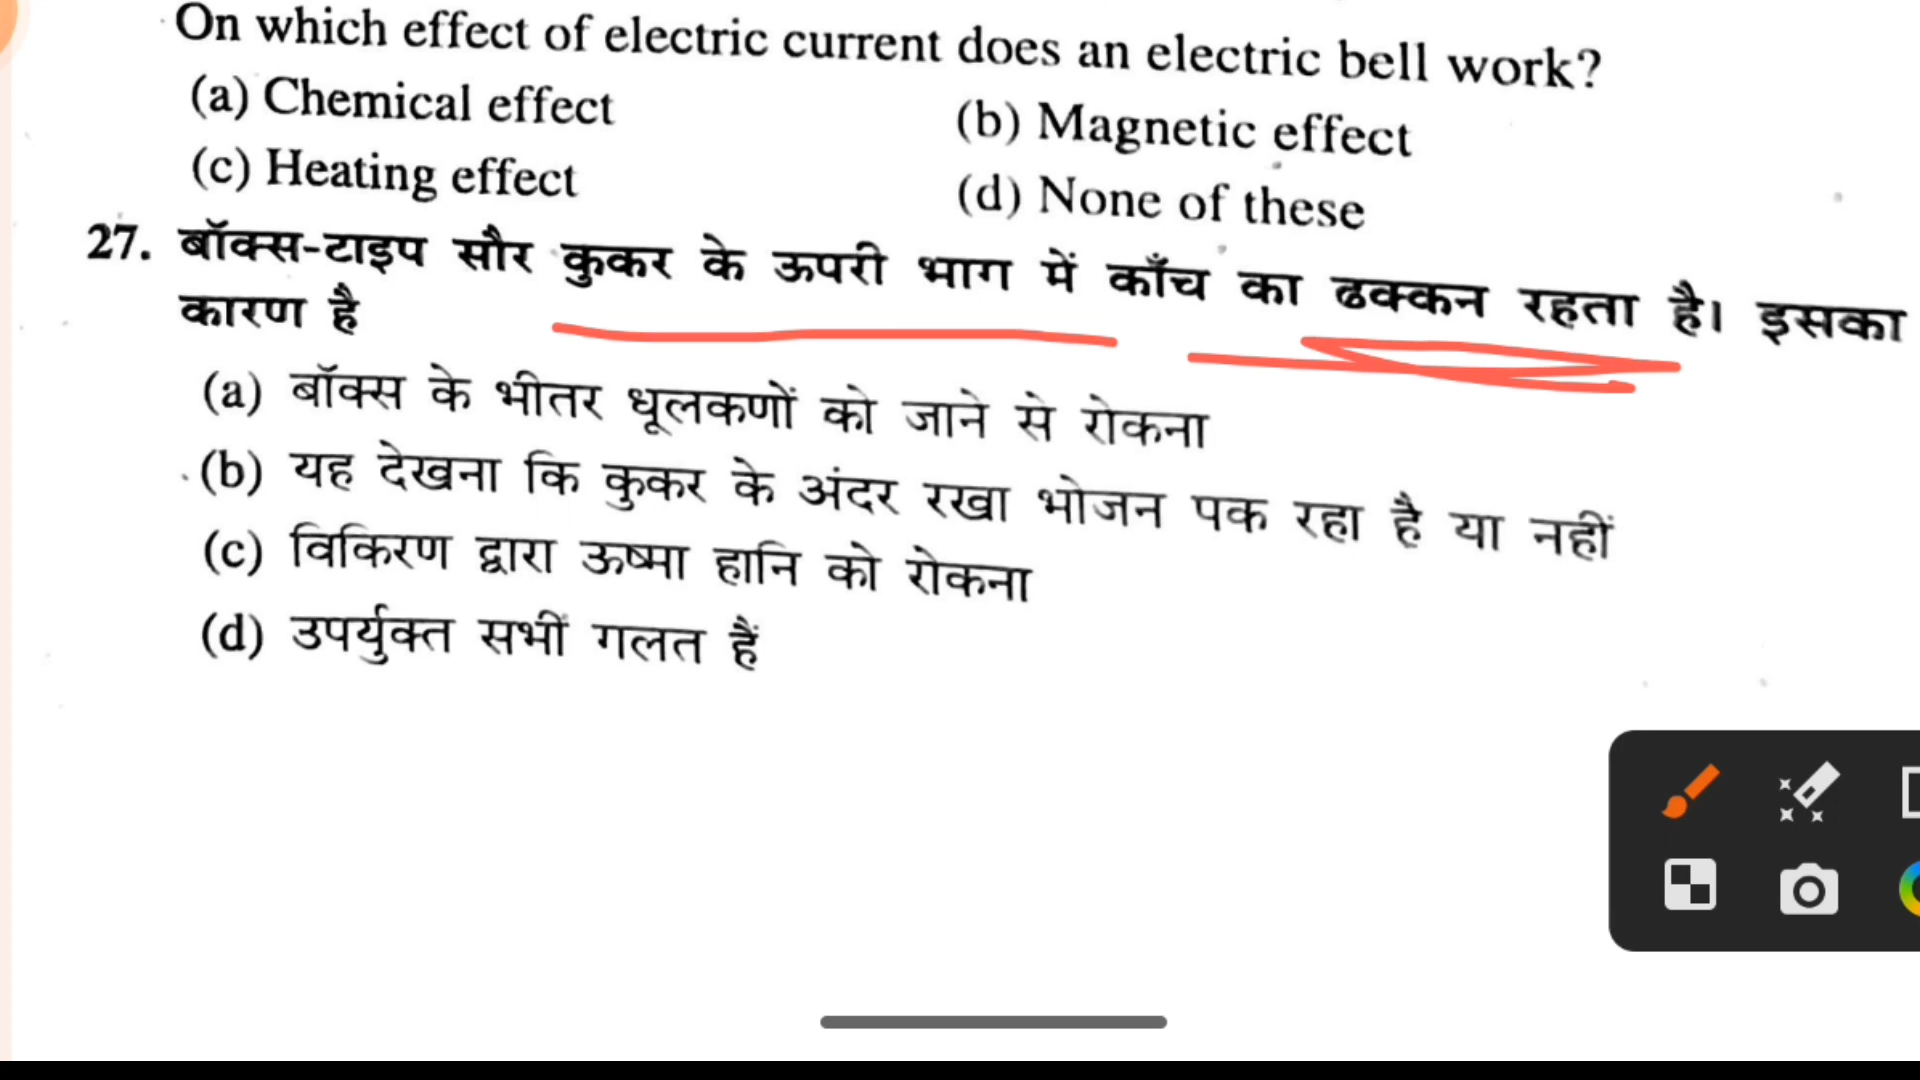 On which effect of electric current does an electric bell work?
(a) Chemical effect (b) Magnetic effect
(c) Heating effect (d) None of these
27. बॉक्स-टाइप सौर कुकर के ऊपरी भाग में काँच का ढक्कन रहता है। इसका
कारण है
(a) बॉक्स के भीतर धूलकणों को जाने से रोकना
(b) यह देखना कि कुकर के अंदर रखा भोजन पक रहा है या नहीं
(c) विकिरण द्वारा ऊष्मा हानि को रोकना
(d) उपर्युक्त सभी गलत हैं